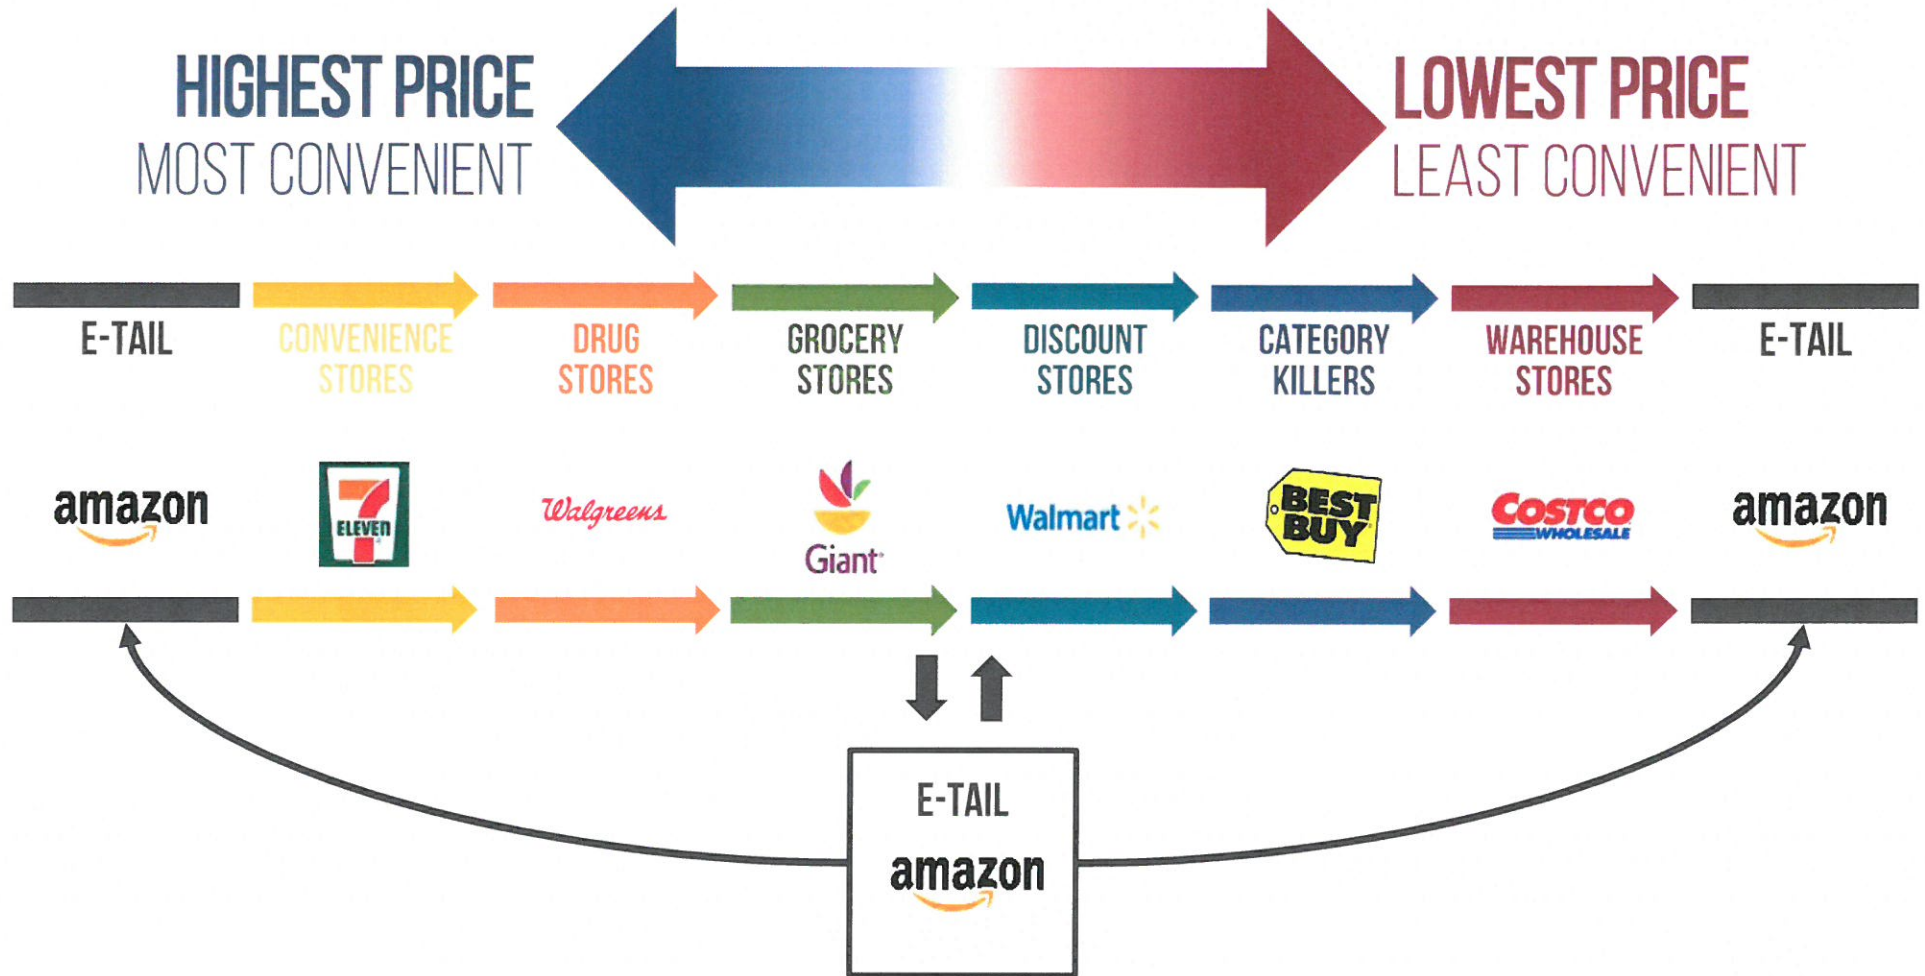 HIGHEST PRICE
MOST CONVENIENT
LOWEST PRICE
LEAST CONVENIENT
E-TAIL
CONVENIENCE
STORES
DRUG
STORES
GROCERY
STORES
DISCOUNT
STORES
CATEGORY
KILLERS
WAREHOUSE
STORES
E-TAIL
amazon
7
ELEVEN
Walgreens
Giant
Walmart
BEST
BUY
COSTCO
WHOLESALE
amazon
E-TAIL
amazon